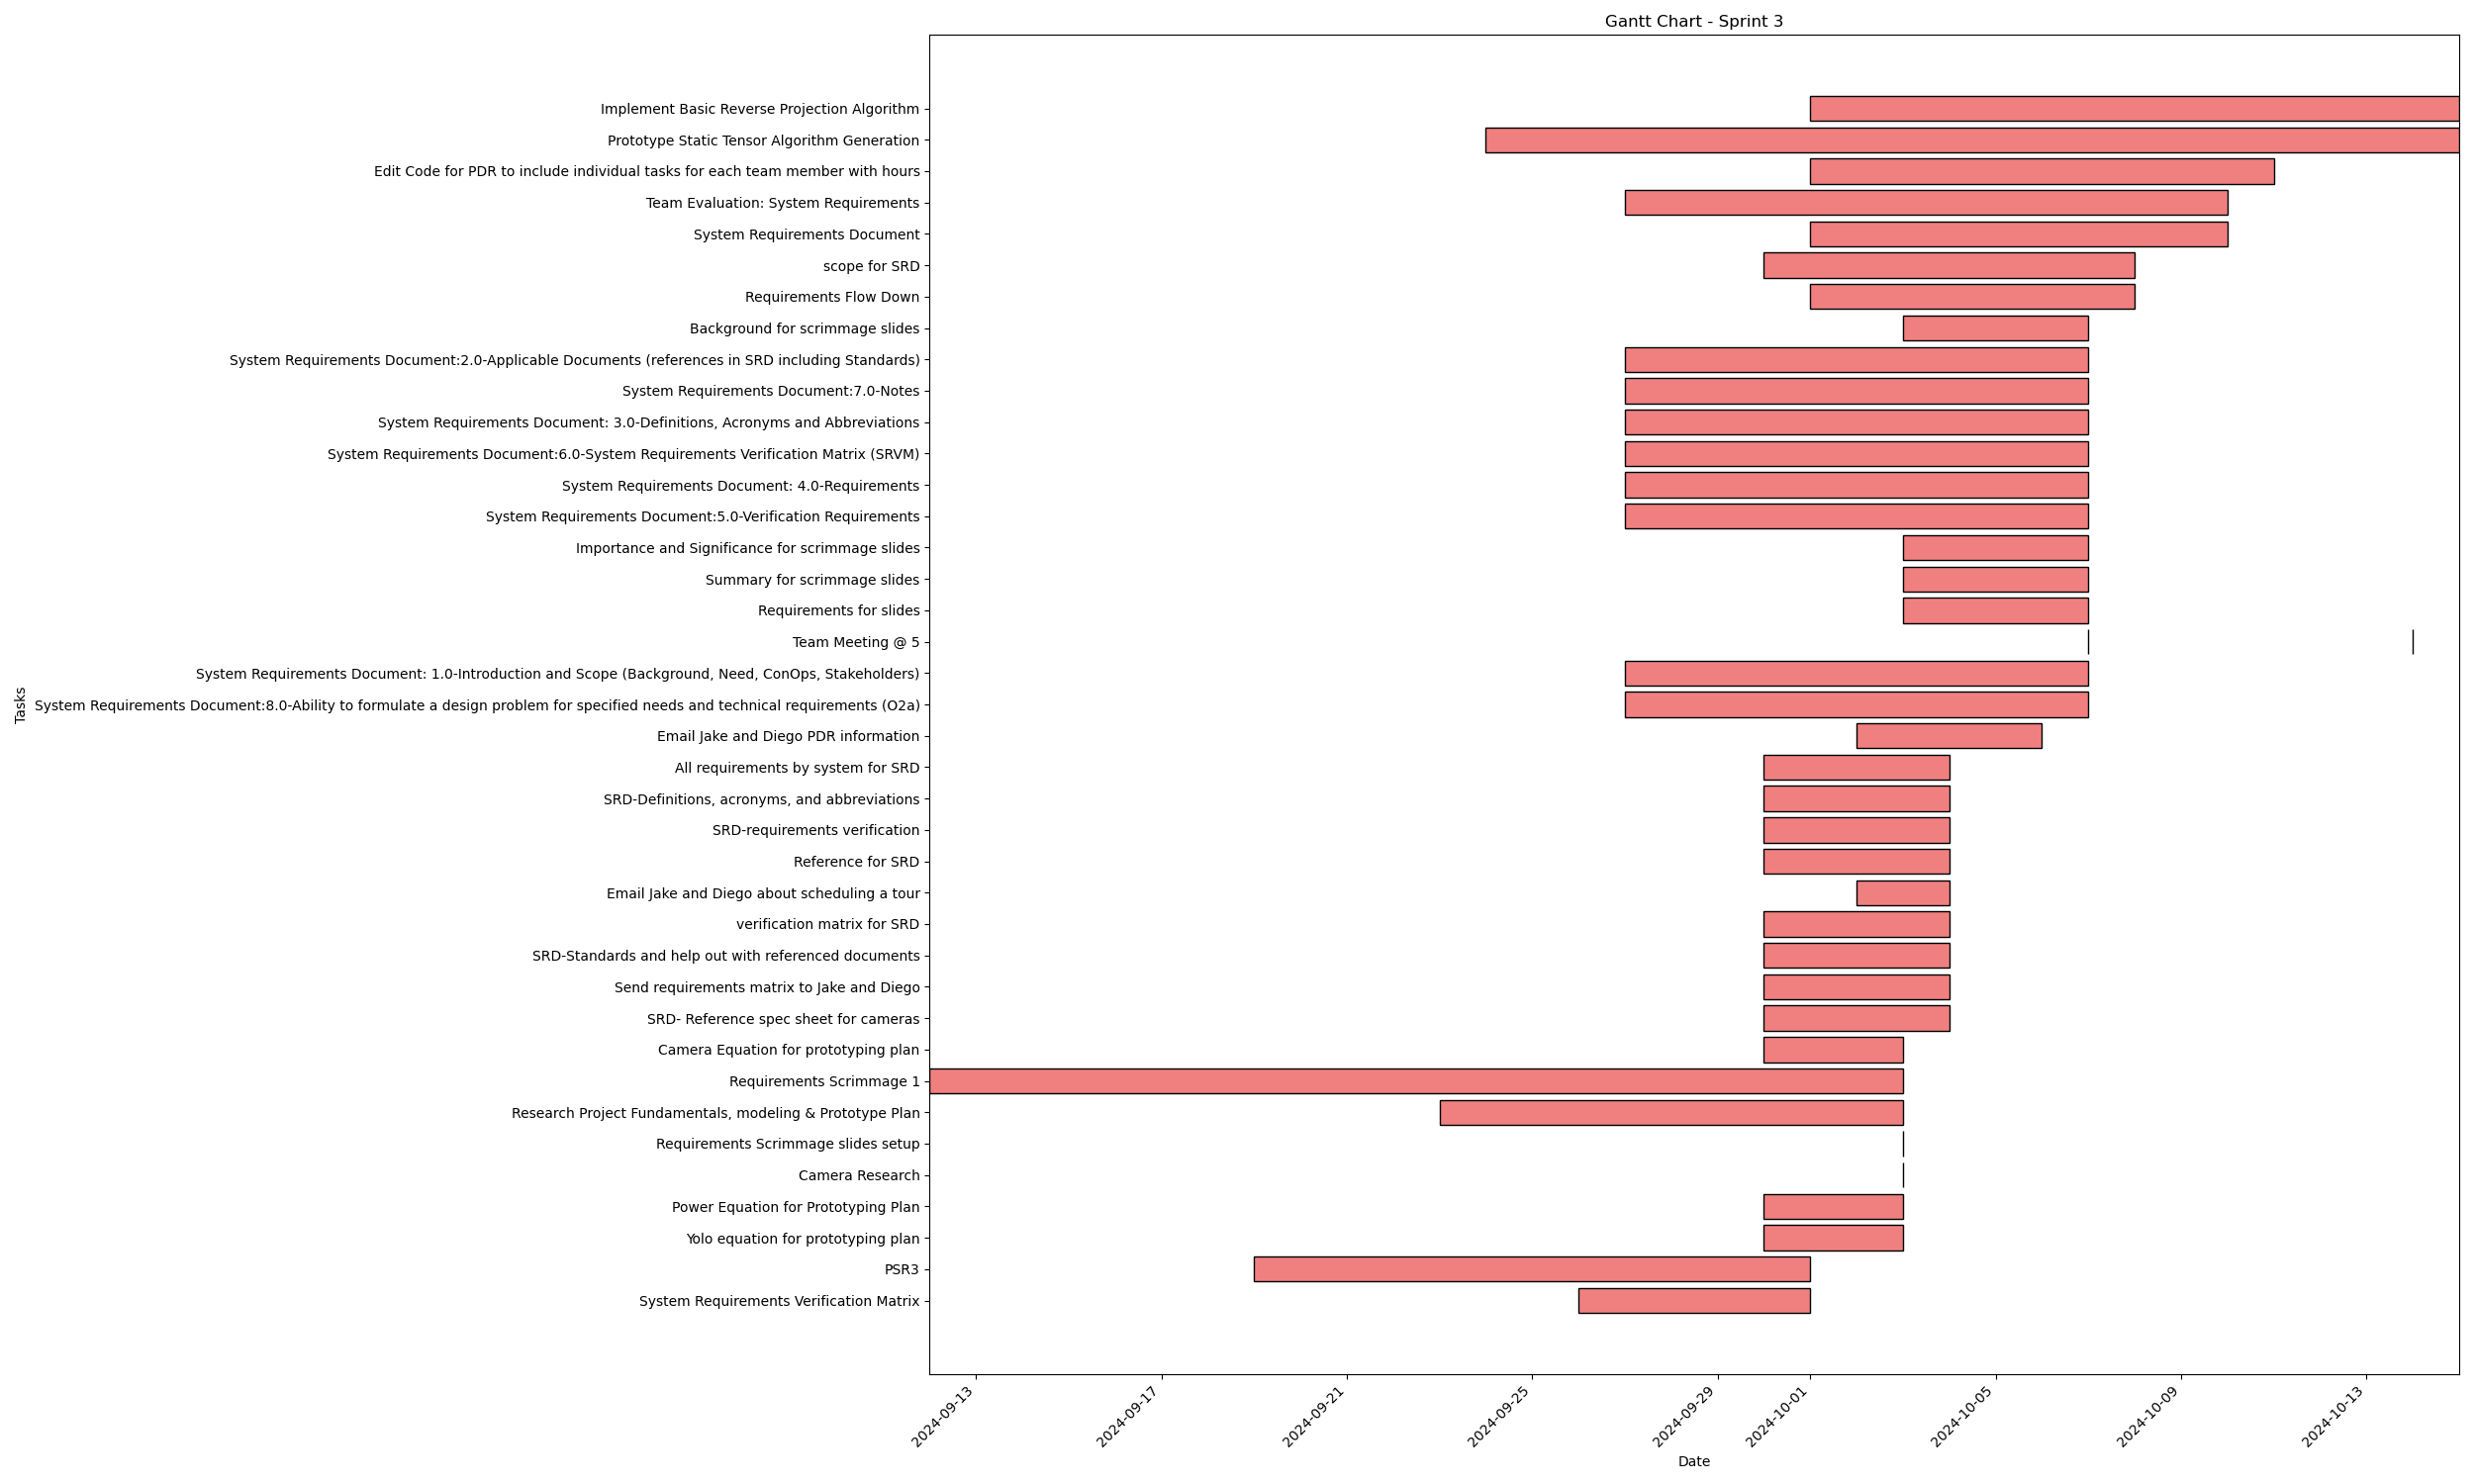 Gantt Chart - Sprint 3
Implement Basic Reverse Projection Algorithm
Prototype Static Tensor Algorithm Generation
Edit Code for PDR to include individual tasks for each team member with hours
Team Evaluation: System Requirements
System Requirements Document
scope for SRD
Requirements Flow Down
Background for scrimmage slides
System Requirements Document:2.0-Applicable Documents (references in SRD including Standards)
System Requirements Document:7.0-Notes
System Requirements Document: 3.0-Definitions, Acronyms and Abbreviations
System Requirements Document:6.0-System Requirements Verification Matrix (SRVM)
System Requirements Document: 4.0-Requirements
System Requirements Document:5.0-Verification Requirements
Importance and Significance for scrimmage slides
Summary for scrimmage slides
Requirements for slides
Team Meeting @ 5
System Requirements Document: 1.0-Introduction and Scope (Background, Need, ConOps, Stakeholders)
System Requirements Document:8.0-Ability to formulate a design problem for specified needs and technical requirements (O2a)
Email Jake and Diego PDR information
All requirements by system for SRD
SRD-Definitions, acronyms, and abbreviations
SRD-requirements verification
Reference for SRD
Email Jake and Diego about scheduling a tour
verification matrix for SRD
SRD-Standards and help out with referenced documents
Send requirements matrix to Jake and Diego
SRD- Reference spec sheet for cameras
Camera Equation for prototyping plan
Requirements Scrimmage 1
Research Project Fundamentals, modeling & Prototype Plan
Requirements Scrimmage slides setup
Camera Research
Power Equation for Prototyping Plan
Yolo equation for prototyping plan
PSR3
System Requirements Verification Matrix
Tasks
2024-09-13
2024-09-17
2024-09-21
2024-09-25
2024-09-29
2024-10-01
2024-10-05
2024-10-09
2024-10-13
Date